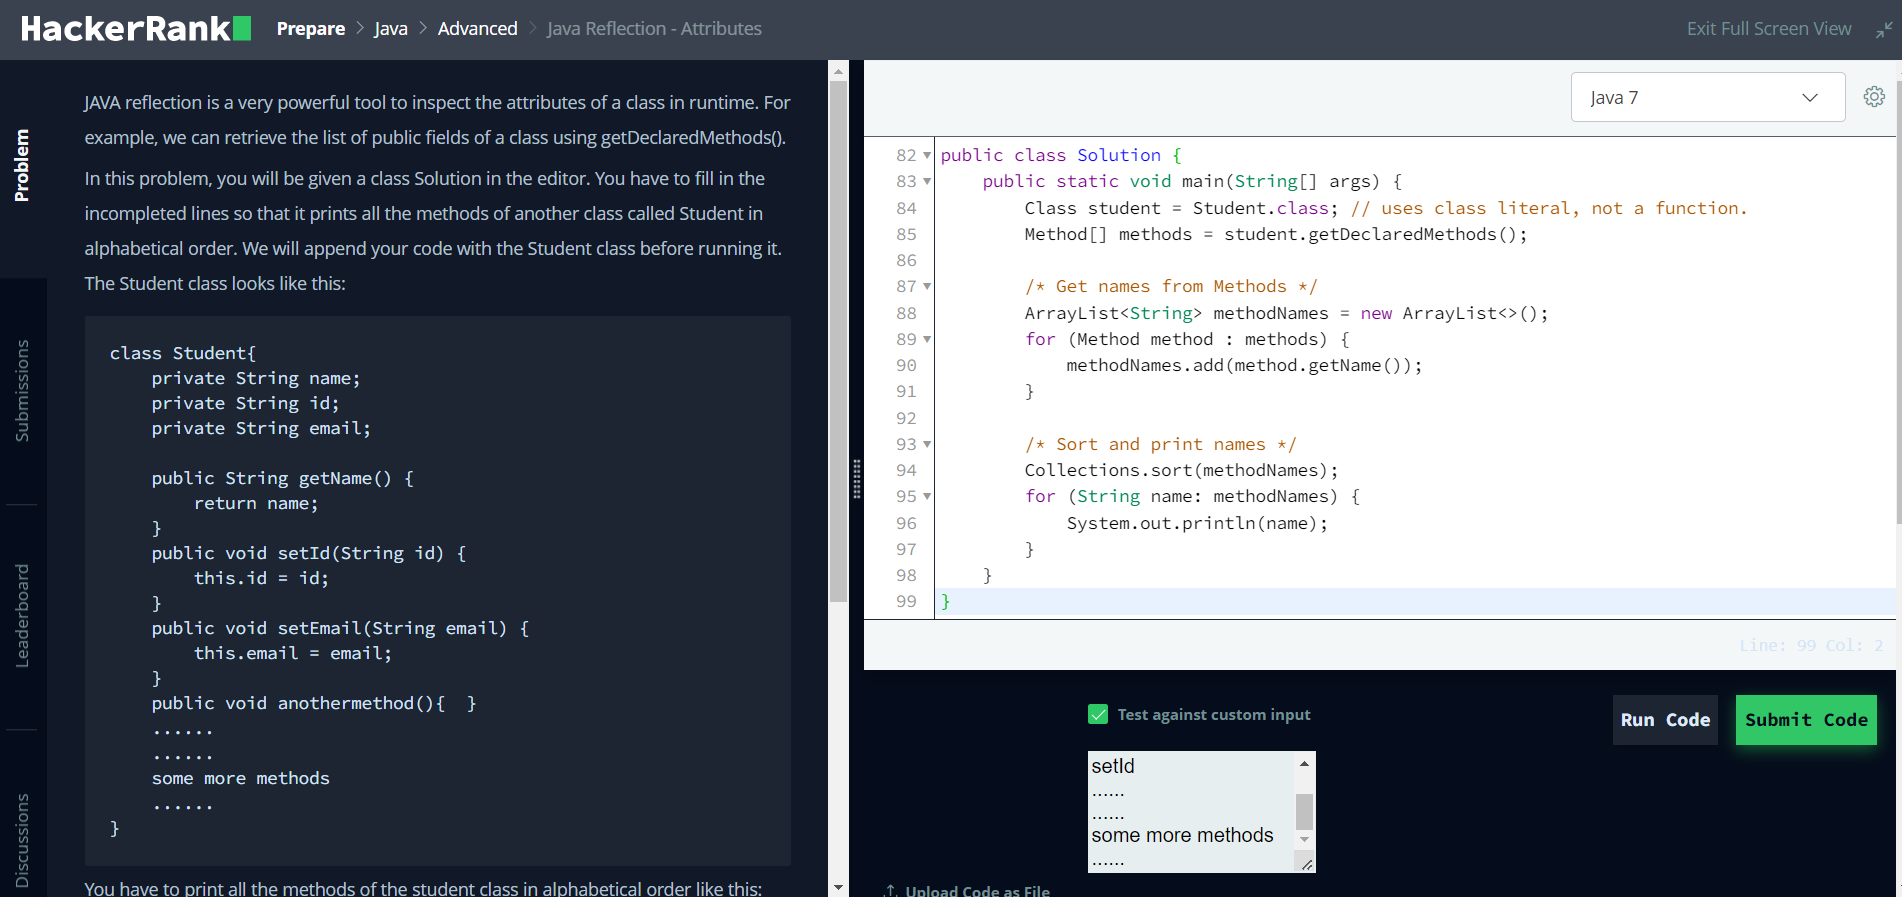 HackerRank Prepare > Java > Advanced > Java Reflection - Attributes Exit Full Screen View
Problem
Submissions
Leaderboard
Discussions
JAVA reflection is a very powerful tool to inspect the attributes of a class in runtime. For
example, we can retrieve the list of public fields of a class using getDeclaredMethods().
In this problem, you will be given a class Solution in the editor. You have to fill in the
incompleted lines so that it prints all the methods of another class called Student in
alphabetical order. We will append your code with the Student class before running it.
The Student class looks like this:
class Student{
    private String name;
    private String id;
    private String email;

    public String getName() {
        return name;
    }
    public void setId(String id) {
        this.id = id;
    }
    public void setEmail(String email) {
        this.email = email;
    }
    public void anothermethod(){  }
    ......
    ......
    some more methods
    ......
}
You have to print all the methods of the student class in alphabetical order like this:
Java 7
82 public class Solution {
83     public static void main(String[] args) {
84         Class student = Student.class; // uses class literal, not a function.
85         Method[] methods = student.getDeclaredMethods();
86
87         /* Get names from Methods */
88         ArrayList<String> methodNames = new ArrayList<>();
89         for (Method method : methods) {
90             methodNames.add(method.getName());
91         }
92
93         /* Sort and print names */
94         Collections.sort(methodNames);
95         for (String name: methodNames) {
96             System.out.println(name);
97         }
98     }
99 }
Line: 99 Col: 2
Test against custom input
Run Code
Submit Code
setId
......
......
some more methods
......
Upload Code as File